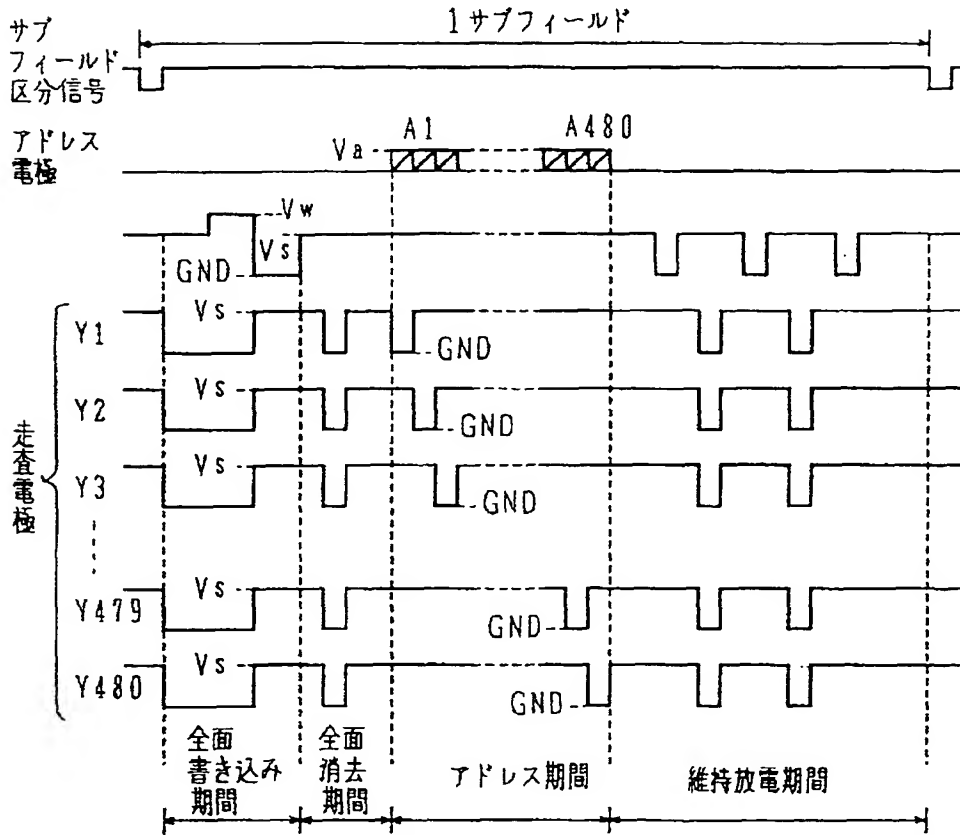 1サブフィールド
サブ
フィールド
区分信号
アドレス
電極
Va
A1
A480
Vw
Vs
GND
走査電極
Y1
Vs
GND
Y2
Vs
GND
Y3
Vs
GND
Y479
Vs
GND
Y480
Vs
GND
全面
書き込み
期間
全面
消去
期間
アドレス期間
維持放電期間